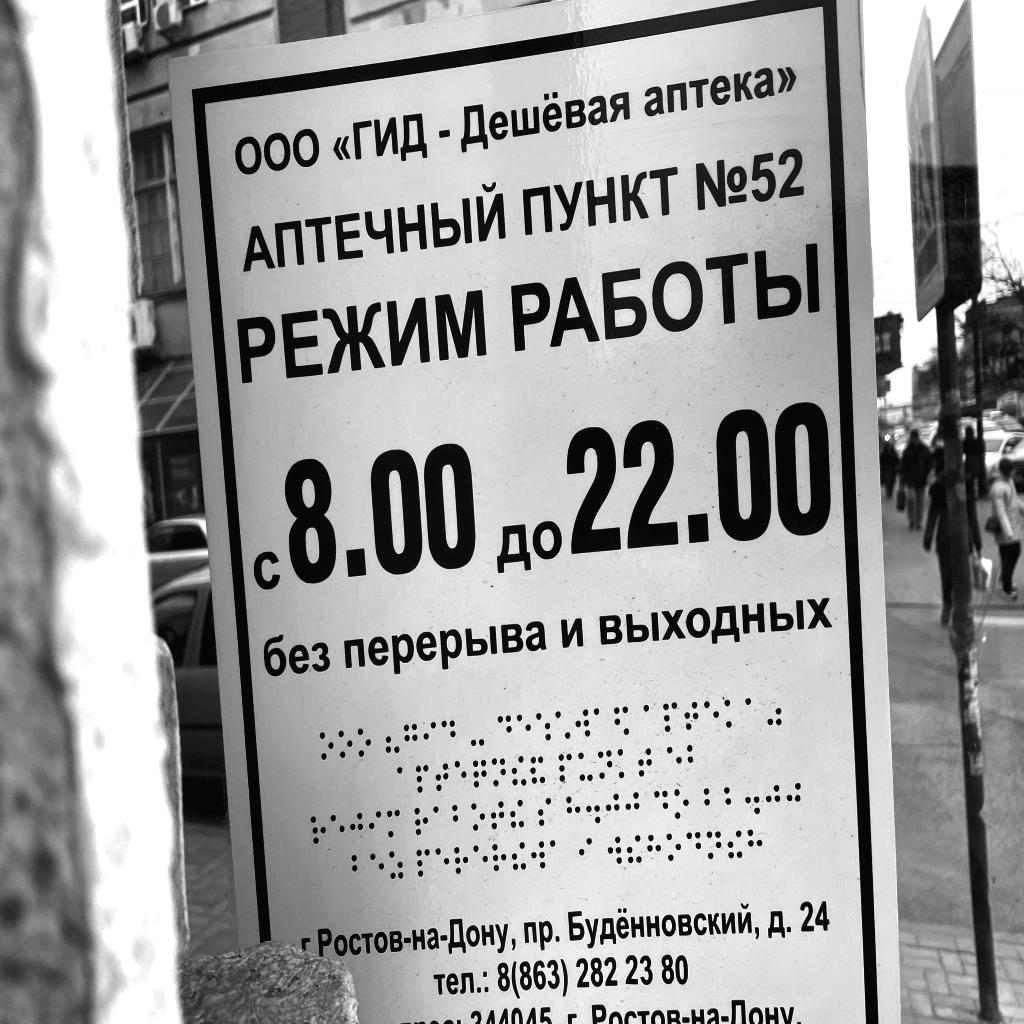 ООО «ГИД - Дешёвая аптека»
АПТЕЧНЫЙ ПУНКТ №52
РЕЖИМ РАБОТЫ
с 8.00 до 22.00
без перерыва и выходных
г Ростов-на-Дону, пр. Будённовский, д. 24
тел.: 8(863) 282 23 80
344045, г. Ростов-на-Дону,